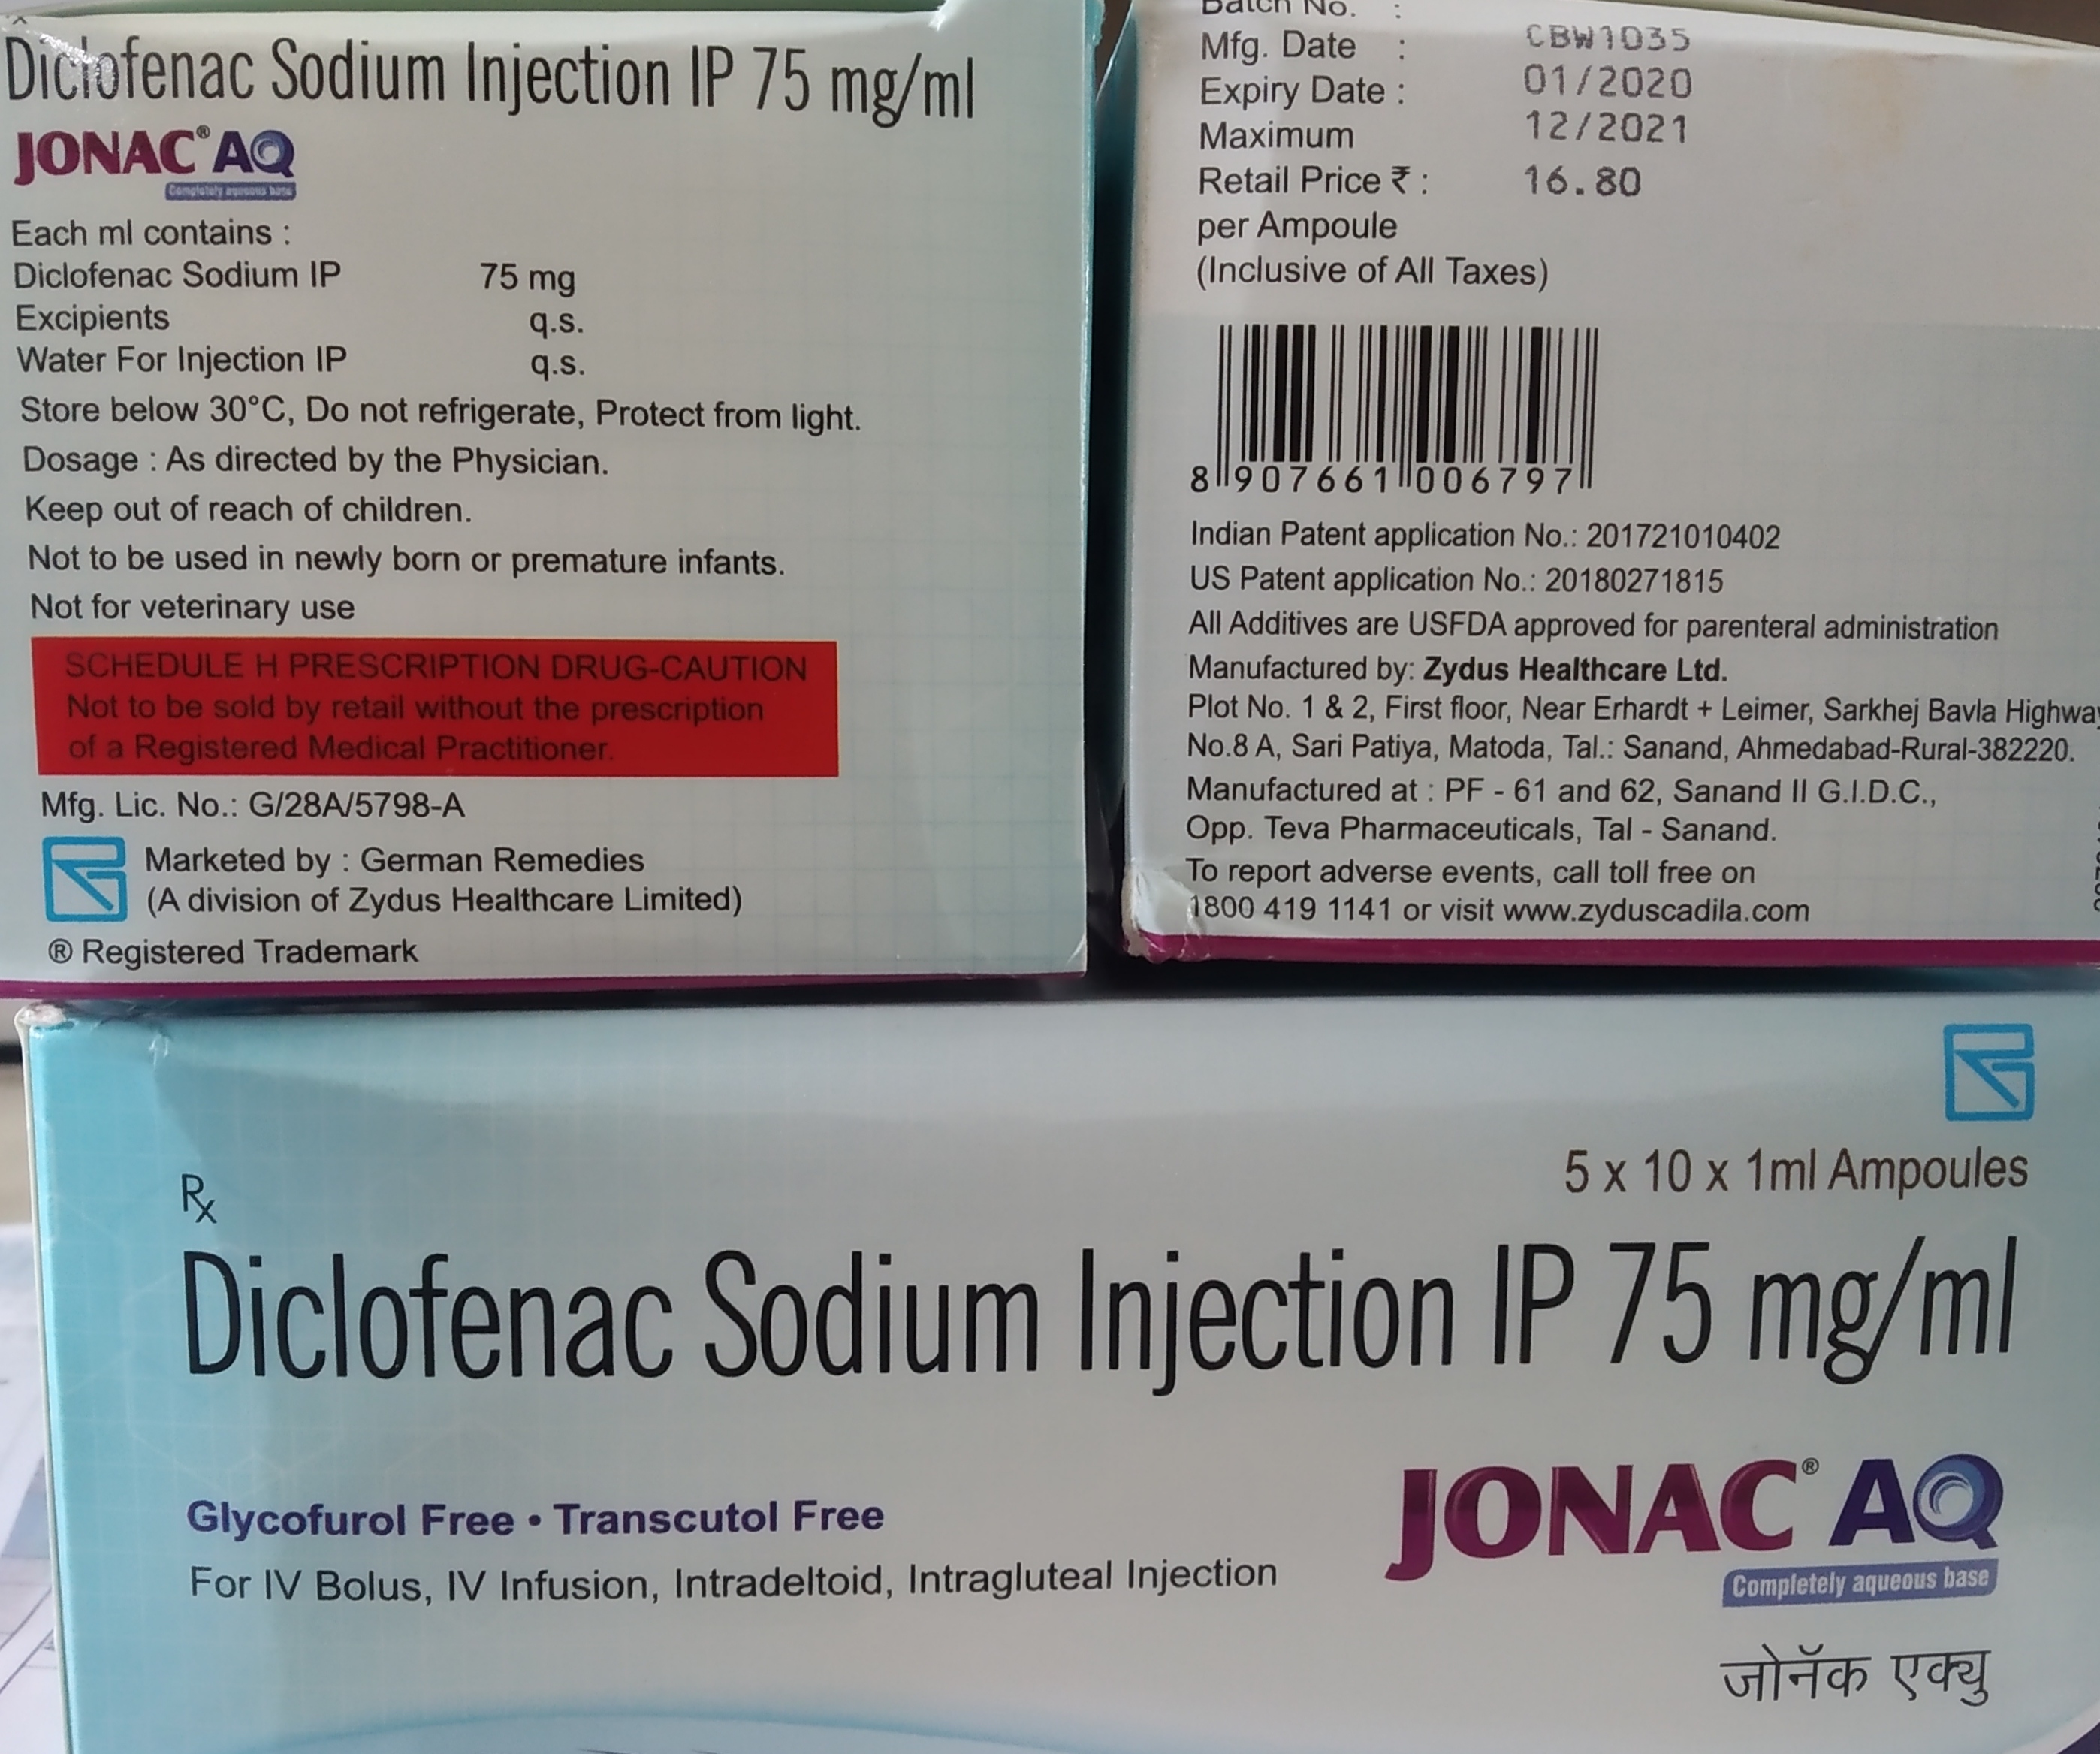 Diclofenac Sodium Injection IP 75 mg/ml
JONAC® AQ
Completely aqueous base
Each ml contains :
Diclofenac Sodium IP 75 mg
Excipients q.s.
Water For Injection IP q.s.
Store below 30°C, Do not refrigerate, Protect from light.
Dosage : As directed by the Physician.
Keep out of reach of children.
Not to be used in newly born or premature infants.
Not for veterinary use
SCHEDULE H PRESCRIPTION DRUG-CAUTION
Not to be sold by retail without the prescription
of a Registered Medical Practitioner.
Mfg. Lic. No.: G/28A/5798-A
Marketed by : German Remedies
(A division of Zydus Healthcare Limited)
® Registered Trademark
Batch No. :
Mfg. Date : CBW1035
Expiry Date : 01/2020
Maximum 12/2021
Retail Price ₹ : 16.80
per Ampoule
(Inclusive of All Taxes)
8 907661 006797
Indian Patent application No.: 201721010402
US Patent application No.: 20180271815
All Additives are USFDA approved for parenteral administration
Manufactured by: Zydus Healthcare Ltd.
Plot No. 1 & 2, First floor, Near Erhardt + Leimer, Sarkhej Bavla Highway
No.8 A, Sari Patiya, Matoda, Tal.: Sanand, Ahmedabad-Rural-382220.
Manufactured at : PF - 61 and 62, Sanand II G.I.D.C.,
Opp. Teva Pharmaceuticals, Tal - Sanand.
To report adverse events, call toll free on
1800 419 1141 or visit www.zyduscadila.com
5 x 10 x 1ml Ampoules
Rx
Diclofenac Sodium Injection IP 75 mg/ml
Glycofurol Free • Transcutol Free
For IV Bolus, IV Infusion, Intradeltoid, Intragluteal Injection
JONAC® AQ
Completely aqueous base
जोनॅक एक्यु